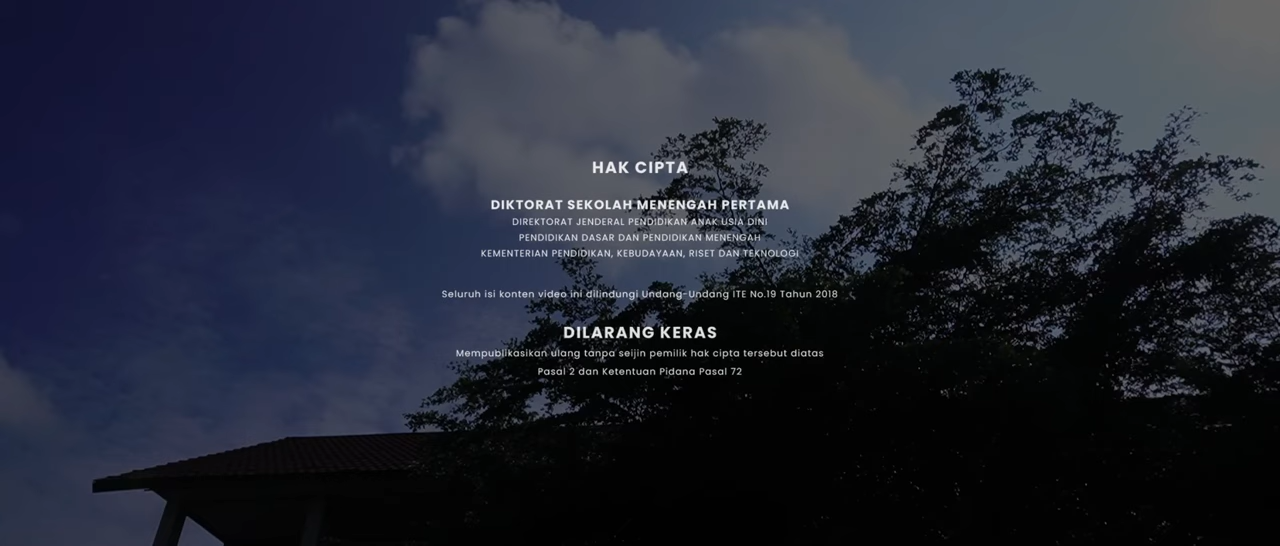 HAK CIPTA
DIKTORAT SEKOLAH MENENGAH PERTAMA
DIREKTORAT JENDERAL PENDIDIKAN ANAK USIA DINI
PENDIDIKAN DASAR DAN PENDIDIKAN MENENGAH
KEMENTERIAN PENDIDIKAN, KEBUDAYAAN, RISET DAN TEKNOLOGI
Seluruh isi konten video ini dilindungi Undang-Undang ITE No.19 Tahun 2018
DILARANG KERAS
Mempublikasikan ulang tanpa seijin pemilik hak cipta tersebut diatas
Pasal 2 dan Ketentuan Pidana Pasal 72